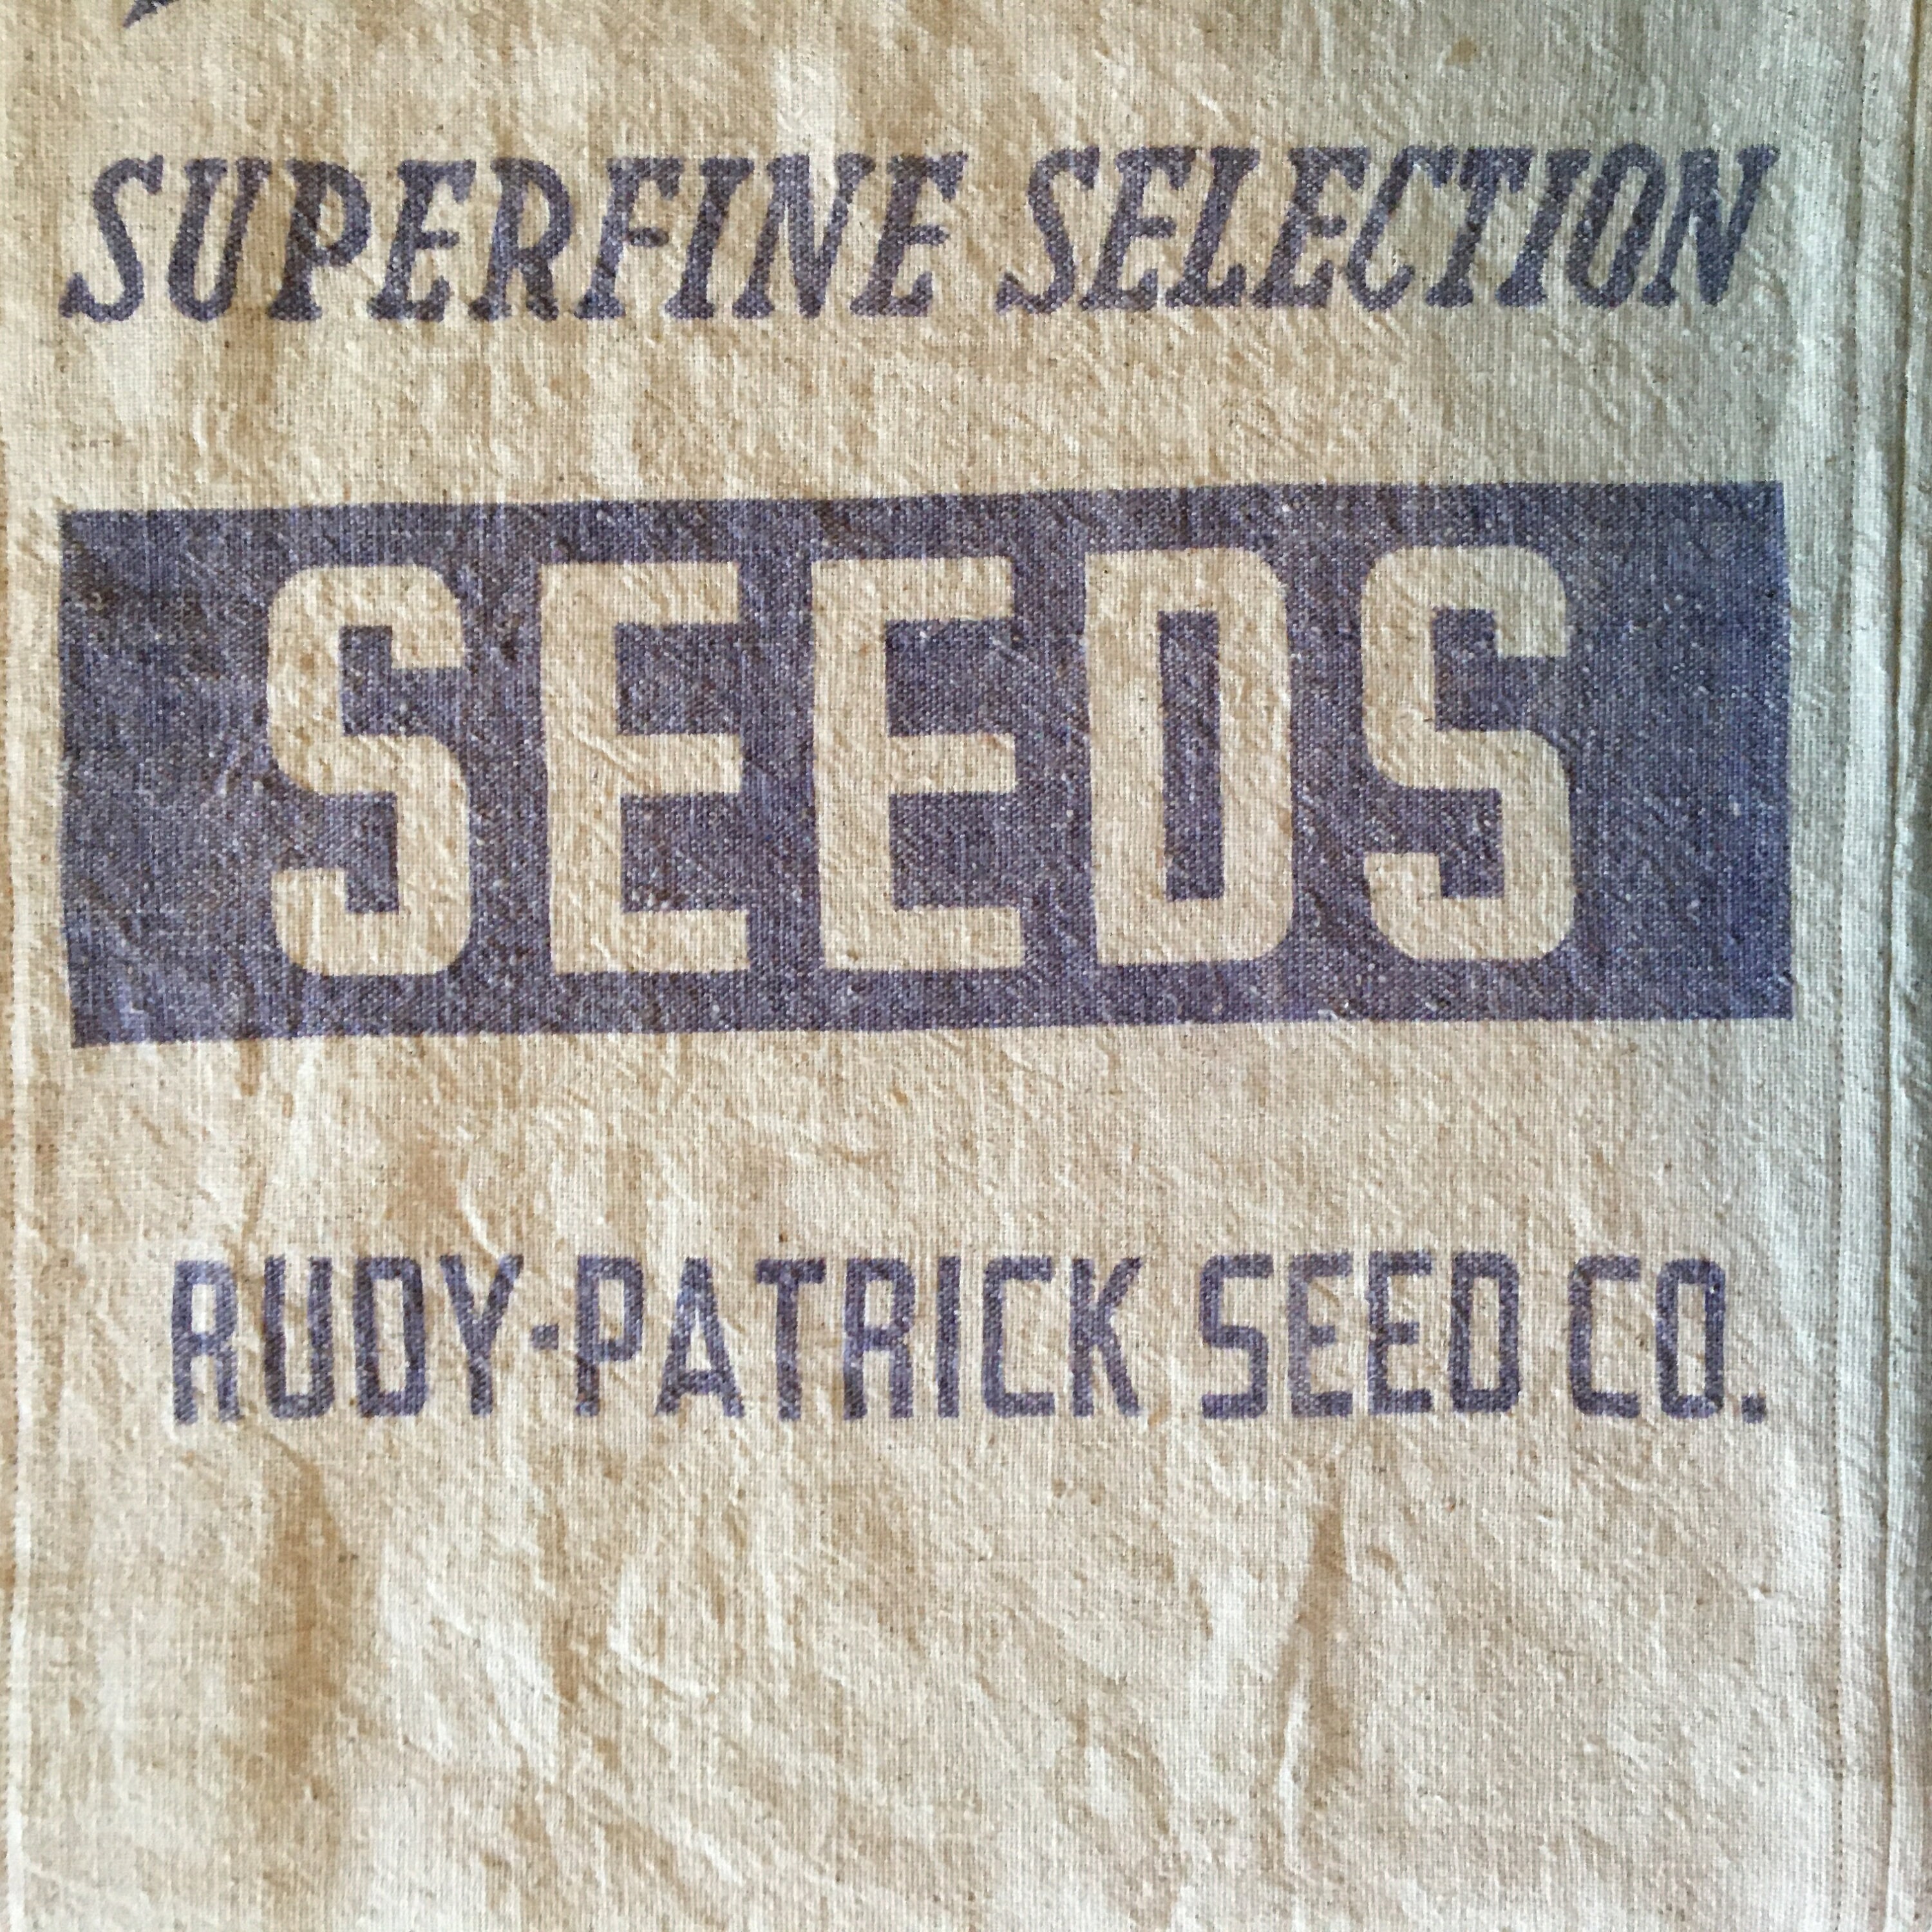 SUPERFINE SELECTION
SEEDS
RUDY-PATRICK SEED CO.